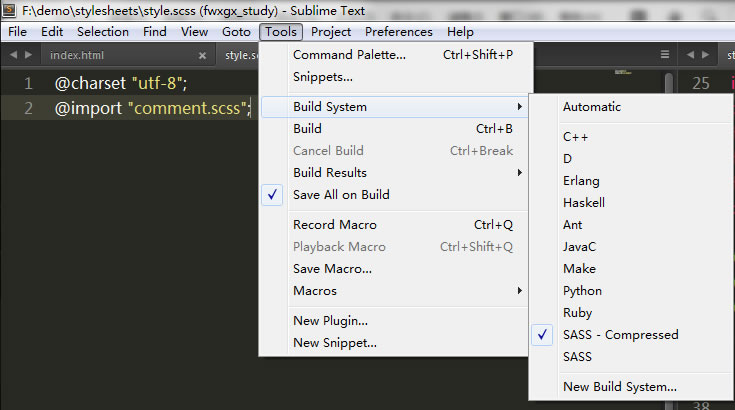 F:\demo\stylesheets\style.scss (fwxgx_study) - Sublime Text
File Edit Selection Find View Goto Tools Project Preferences Help
index.html × style.sc
1 @charset "utf-8";
2 @import "comment.scss";
25
38
Command Palette... Ctrl+Shift+P
Snippets...
Build System
Build Ctrl+B
Cancel Build Ctrl+Break
Build Results
Save All on Build
Record Macro Ctrl+Q
Playback Macro Ctrl+Shift+Q
Save Macro...
Macros
New Plugin...
New Snippet...
Automatic
C++
D
Erlang
Haskell
Ant
JavaC
Make
Python
Ruby
SASS - Compressed
SASS
New Build System...